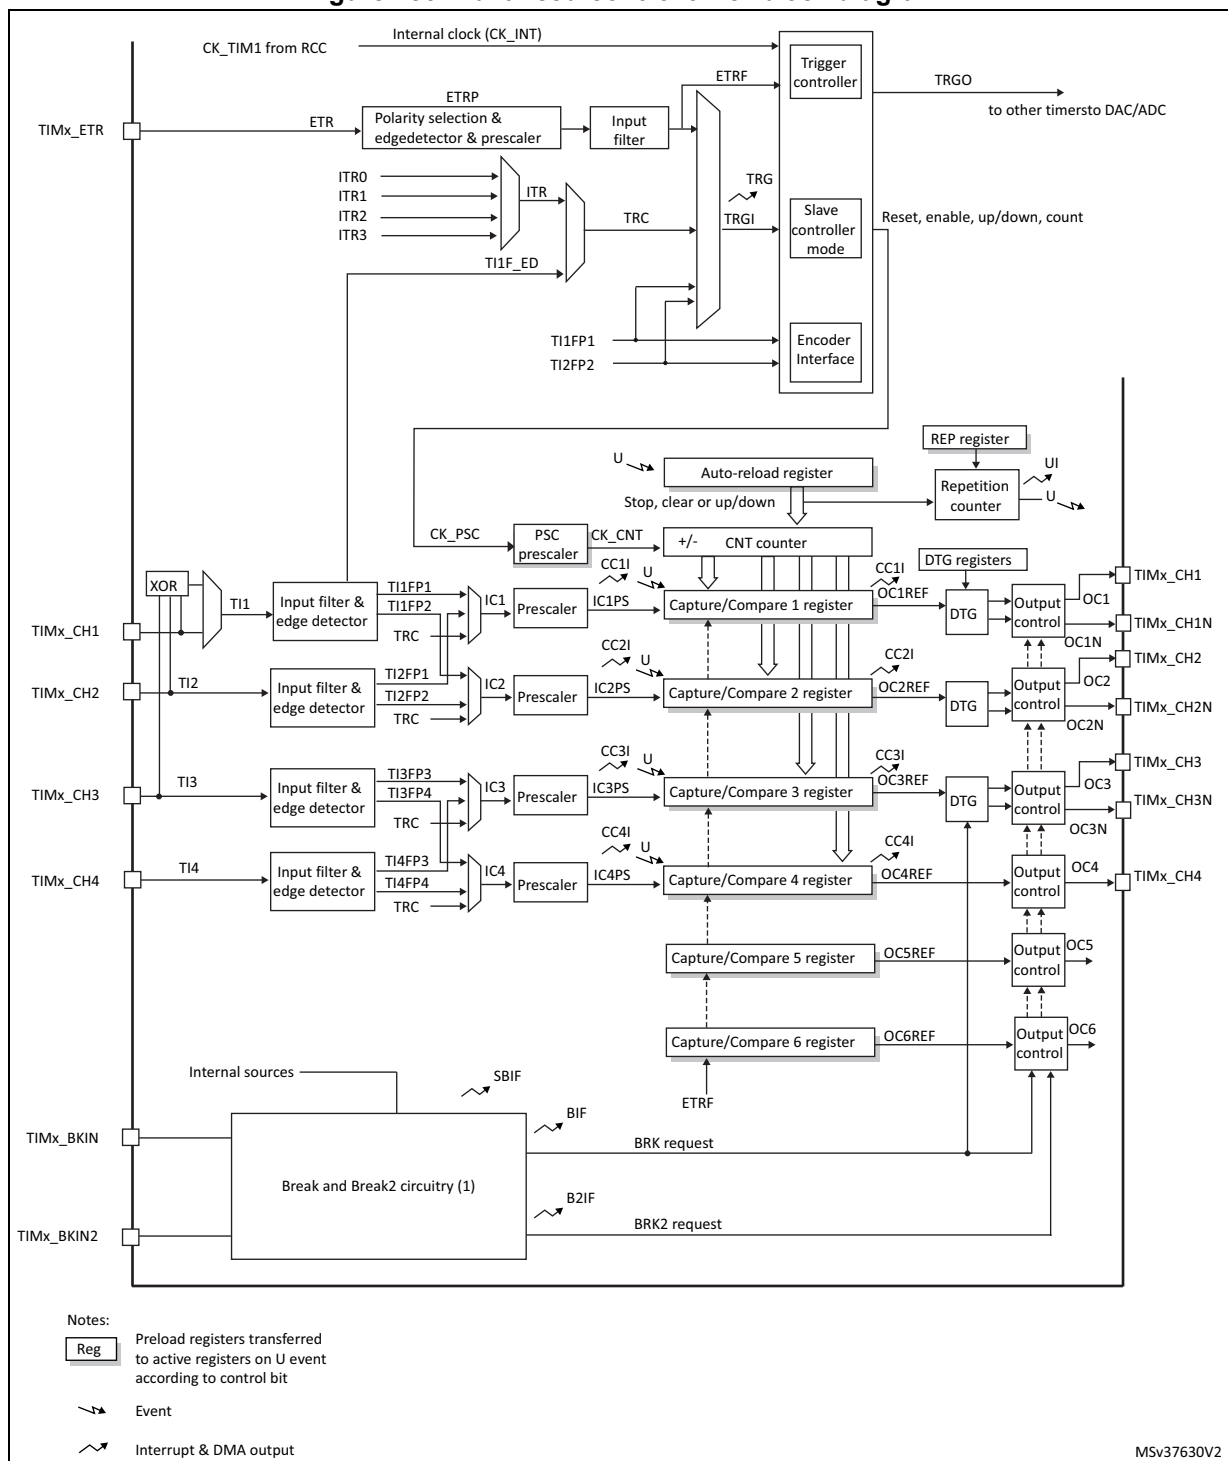 Internal clock (CK_INT)
CK_TIM1 from RCC
Trigger
controller
ETRF
TRGO
to other timersto DAC/ADC
ETRP
TIMx_ETR
ETR
Polarity selection &
edgedetector & prescaler
Input
filter
ITR0
ITR1
ITR2
ITR3
ITR
TRC
TRG
TRGI
Slave
controller
mode
Reset, enable, up/down, count
TI1F_ED
TI1FP1
TI2FP2
Encoder
Interface
REP register
U
Auto-reload register
UI
Repetition
counter
U
Stop, clear or up/down
CK_PSC
PSC
prescaler
CK_CNT
+/-
CNT counter
DTG registers
XOR
TI1
Input filter &
edge detector
TI1FP1
TI1FP2
TRC
IC1
Prescaler
CC1I
U
IC1PS
Capture/Compare 1 register
CC1I
OC1REF
DTG
Output
control
OC1
OC1N
TIMx_CH1
TIMx_CH1N
TIMx_CH1
TIMx_CH2
TI2
Input filter &
edge detector
TI2FP1
TI2FP2
TRC
IC2
Prescaler
CC2I
U
IC2PS
Capture/Compare 2 register
CC2I
OC2REF
DTG
Output
control
OC2
OC2N
TIMx_CH2
TIMx_CH2N
TIMx_CH3
TI3
Input filter &
edge detector
TI3FP3
TI3FP4
TRC
IC3
Prescaler
CC3I
U
IC3PS
Capture/Compare 3 register
CC3I
OC3REF
DTG
Output
control
OC3
OC3N
TIMx_CH3
TIMx_CH3N
TIMx_CH4
TI4
Input filter &
edge detector
TI4FP3
TI4FP4
TRC
IC4
Prescaler
CC4I
U
IC4PS
Capture/Compare 4 register
CC4I
OC4REF
Output
control
OC4
TIMx_CH4
Capture/Compare 5 register
OC5REF
Output
control
OC5
Capture/Compare 6 register
OC6REF
Output
control
OC6
ETRF
Internal sources
SBIF
TIMx_BKIN
BIF
BRK request
Break and Break2 circuitry (1)
B2IF
BRK2 request
TIMx_BKIN2
Notes:
Reg
Preload registers transferred
to active registers on U event
according to control bit
Event
Interrupt & DMA output
MSv37630V2